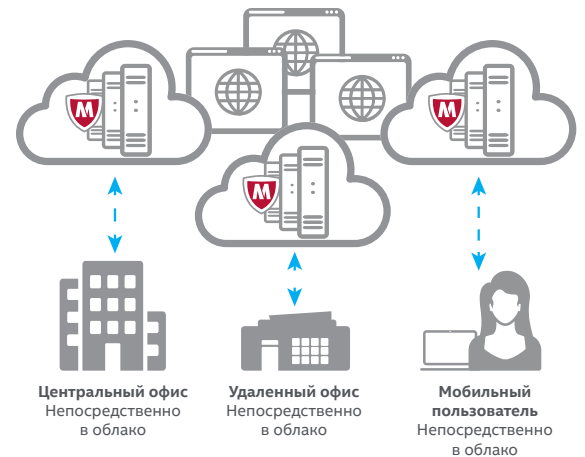 M
M
M
Центральный офис
Непосредственно
в облако
Удаленный офис
Непосредственно
в облако
Мобильный
пользователь
Непосредственно
в облако